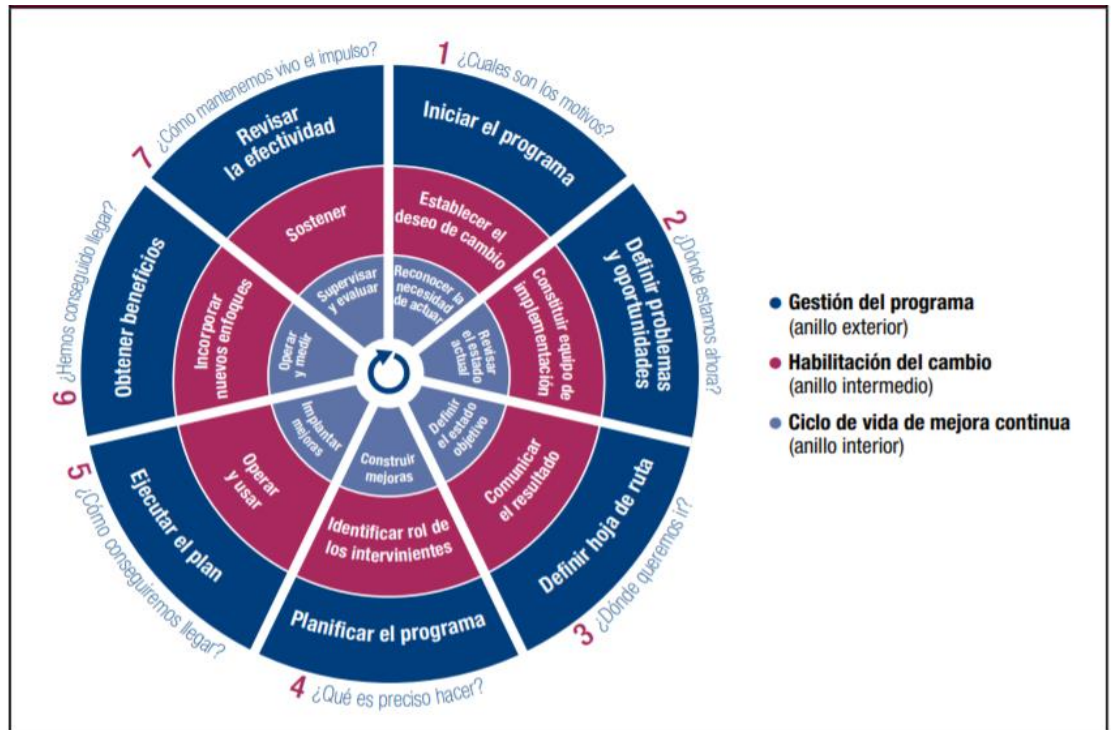 1 ¿Cuales son los motivos?
Iniciar el programa
Establecer el
deseo de cambio
Reconocer la
necesidad
de actuar
2 ¿Dónde estamos ahora?
Definir problemas
y oportunidades
Constituir equipo de
implementación
Revisar
el estado
actual
3 ¿Dónde queremos ir?
Definir hoja de ruta
Comunicar
el resultado
Definir
el estado
objetivo
4 ¿Qué es preciso hacer?
Planificar el programa
Identificar rol de
los intervinientes
Construir
mejoras
5 ¿Cómo conseguiremos llegar?
Ejecutar el plan
Operar
y usar
Implantar
mejoras
6 ¿Hemos conseguido llegar?
Obtener beneficios
Incorporar
nuevos enfoques
Operar
y medir
7 ¿Cómo mantenemos vivo el impulso?
Revisar
la efectividad
Sostener
Supervisar
y evaluar
Gestión del programa
(anillo exterior)
Habilitación del cambio
(anillo intermedio)
Ciclo de vida de mejora continua
(anillo interior)